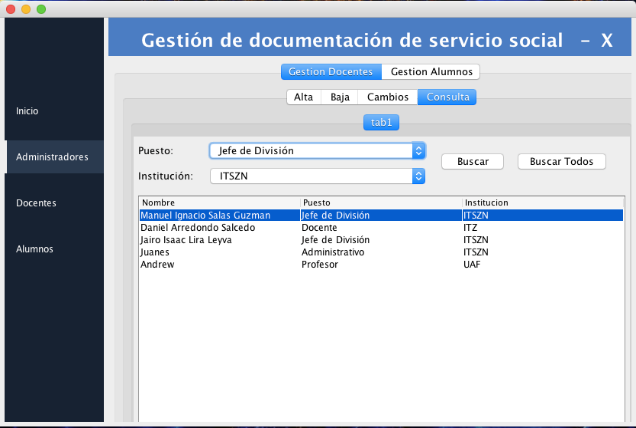 Gestión de documentación de servicio social - X
Gestion Docentes Gestion Alumnos
Alta Baja Cambios Consulta
tab1
Inicio
Administradores
Docentes
Alumnos
Puesto: Jefe de División Buscar Buscar Todos
Institución: ITSZN
Nombre Puesto Institucion
Manuel Ignacio Salas Guzman Jefe de División ITSZN
Daniel Arredondo Salcedo Docente ITZ
Jairo Isaac Lira Leyva Jefe de División ITSZN
Juanes Administrativo ITSZN
Andrew Profesor UAF